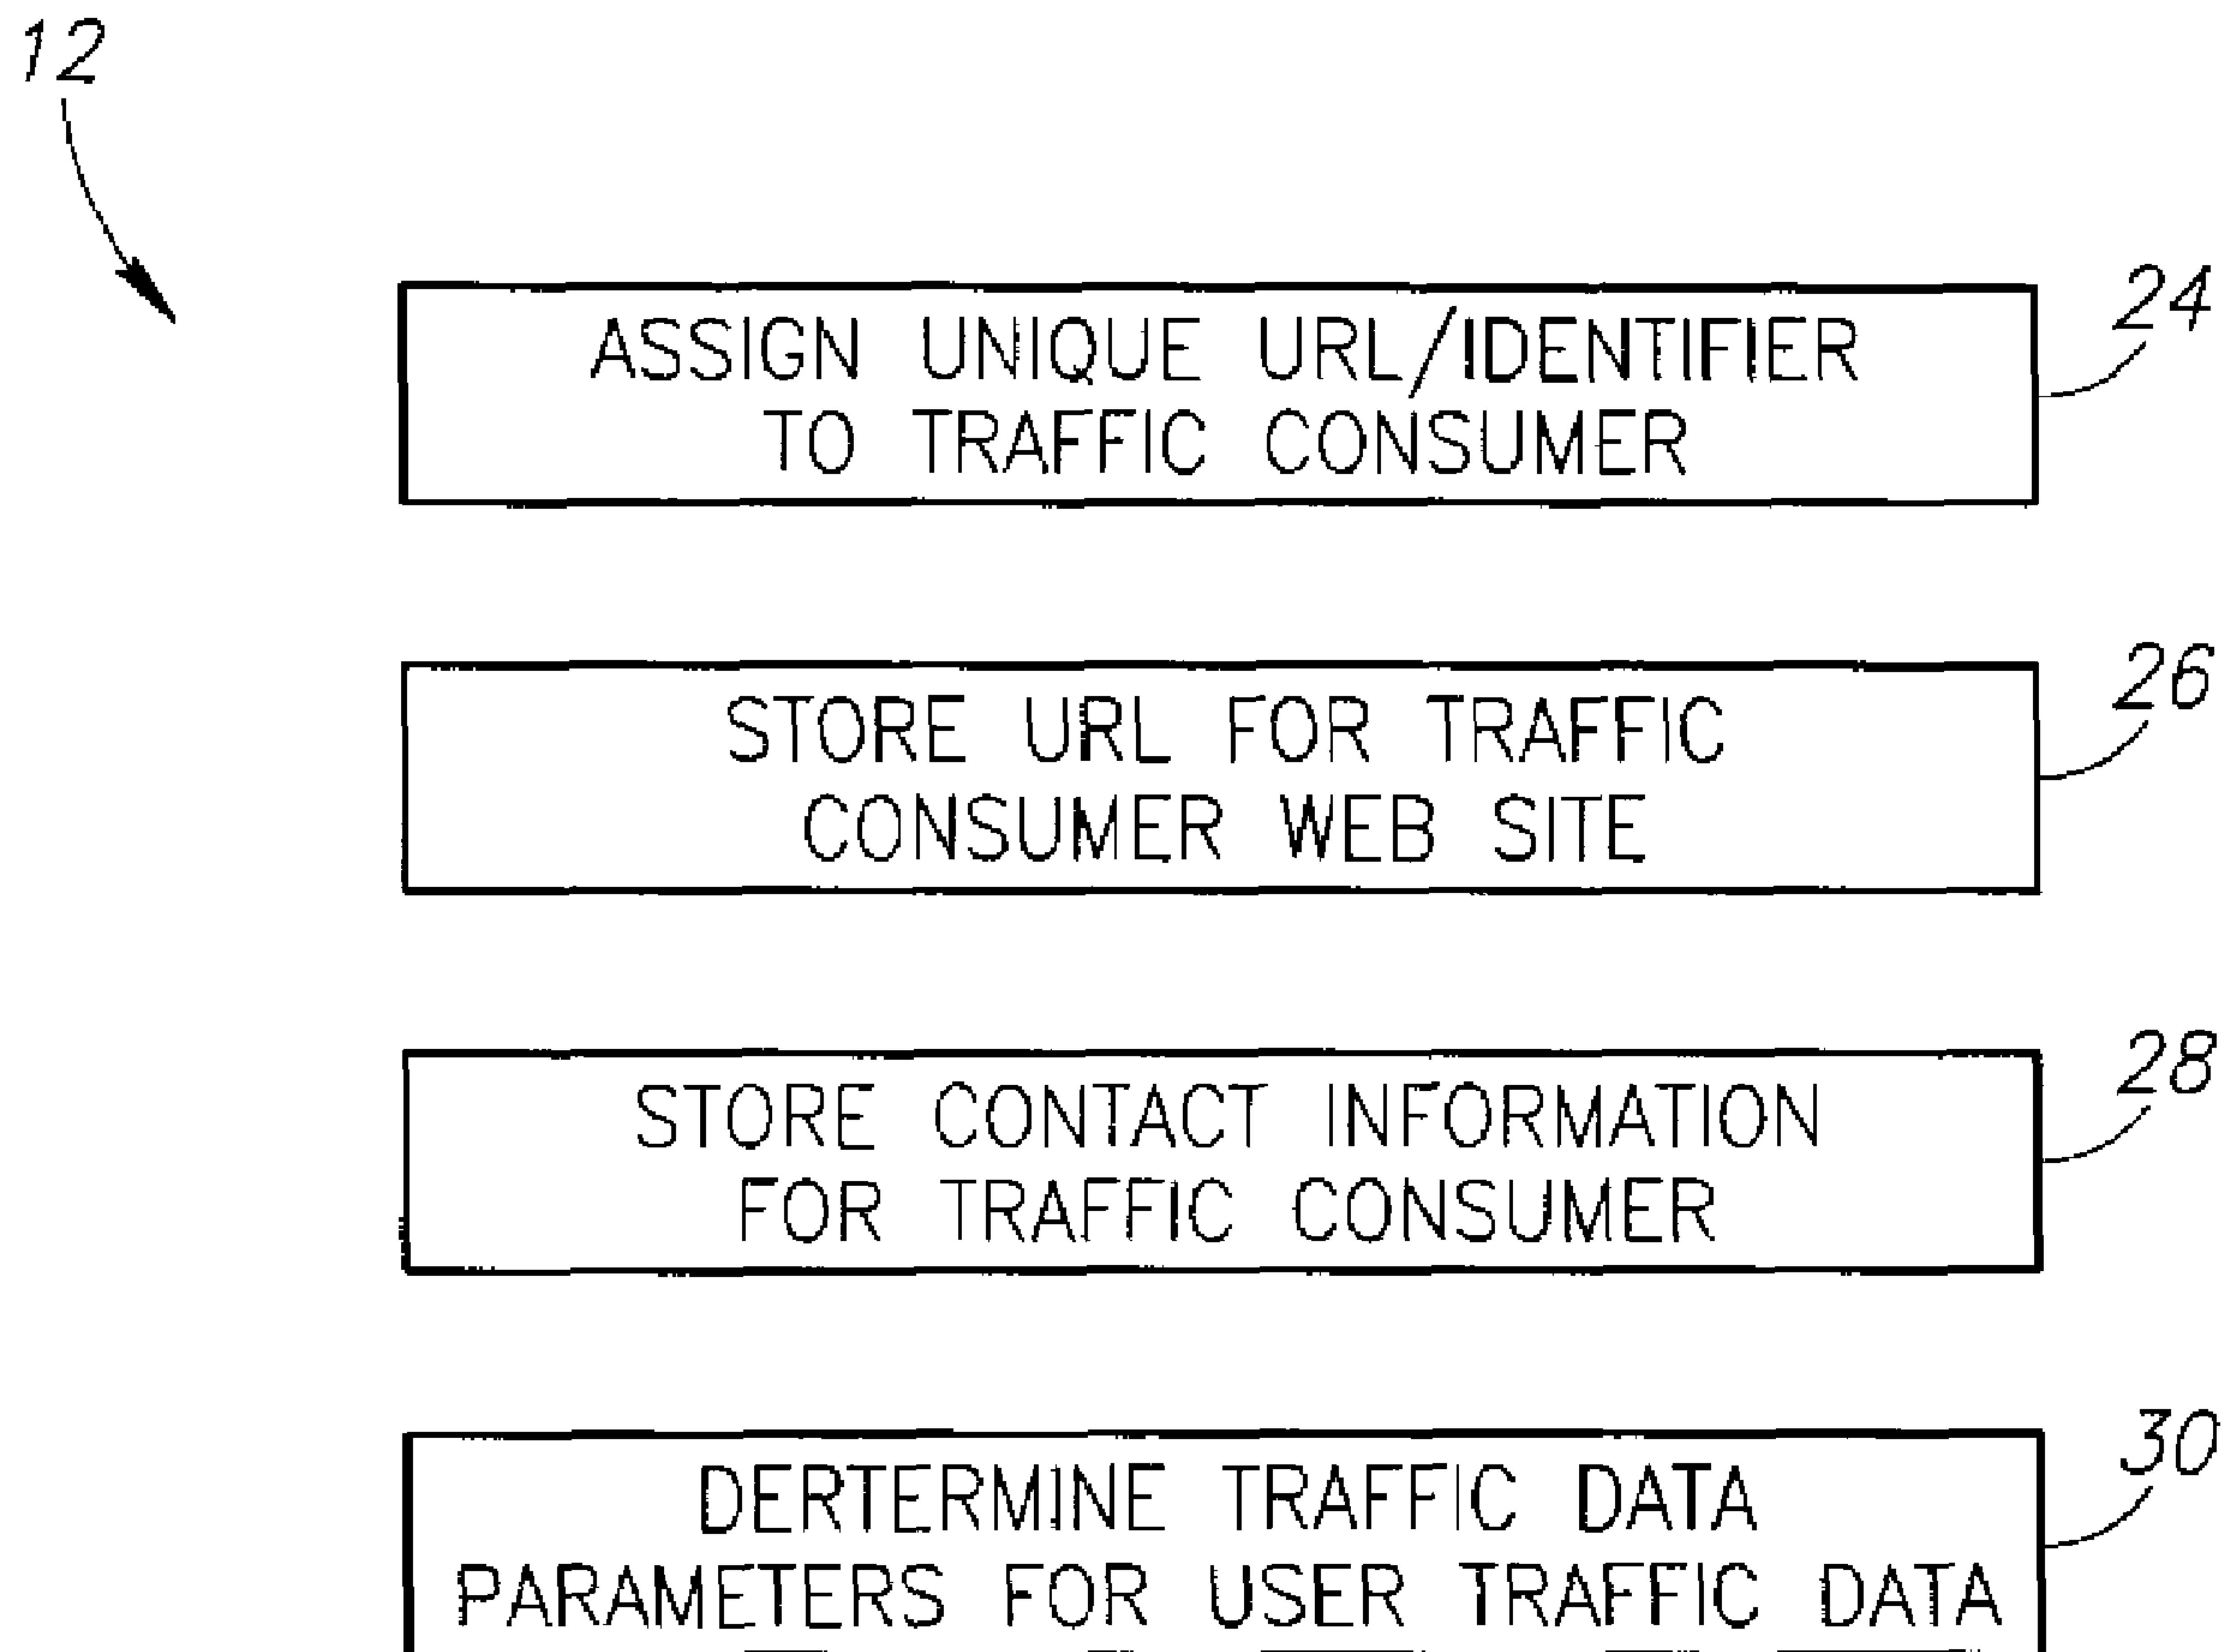 12
ASSIGN UNIQUE URL/IDENTIFIER
TO TRAFFIC CONSUMER
24
STORE URL FOR TRAFFIC
CONSUMER WEB SITE
26
STORE CONTACT INFORMATION
FOR TRAFFIC CONSUMER
28
DERTERMINE TRAFFIC DATA
PARAMETERS FOR USER TRAFFIC DATA
30